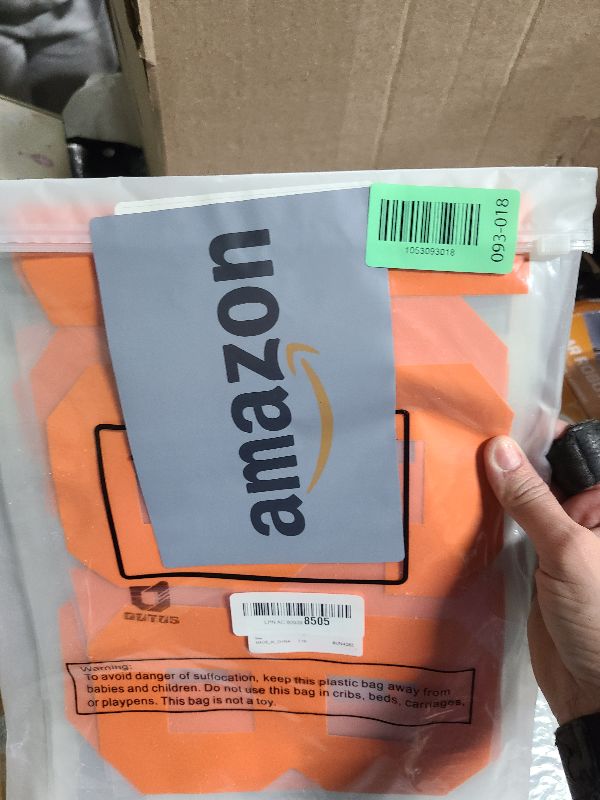 1053093018
093-018
amazon
OUTUS
8505
Warning:
To avoid danger of suffocation, keep this plastic bag away from
babies and children. Do not use this bag in cribs, beds, carriages,
or playpens. This bag is not a toy.